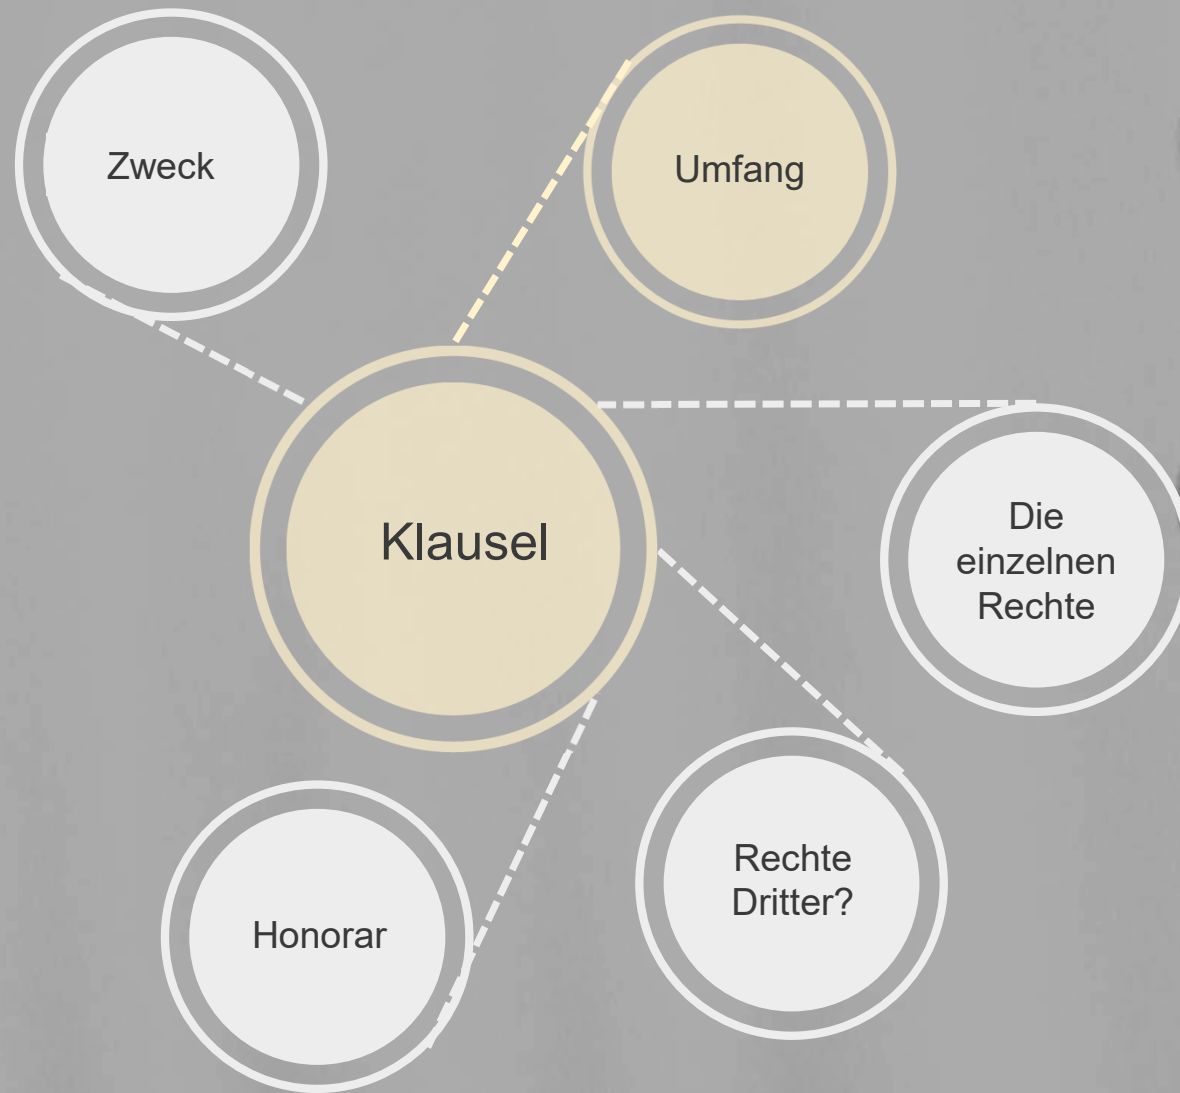 Zweck
Umfang
Klausel
Die
einzelnen
Rechte
Rechte
Dritter?
Honorar